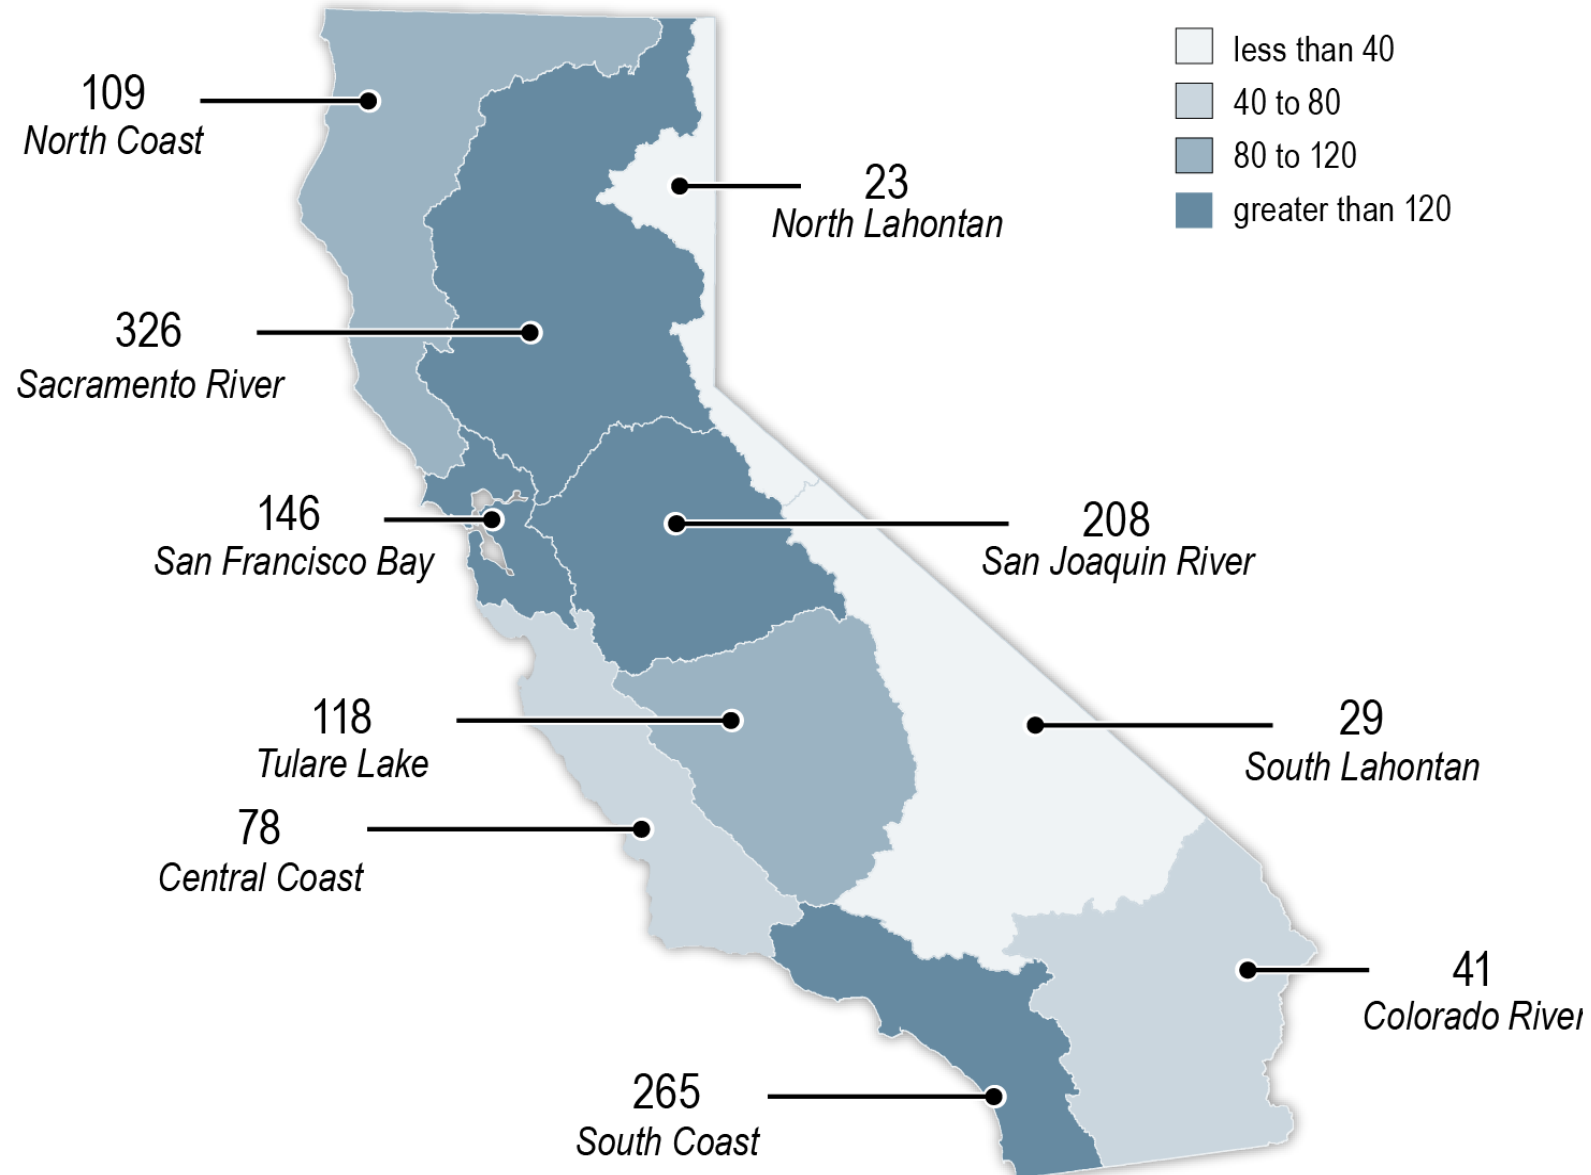 less than 40
40 to 80
80 to 120
greater than 120
109
North Coast
23
North Lahontan
326
Sacramento River
146
San Francisco Bay
208
San Joaquin River
118
Tulare Lake
29
South Lahontan
78
Central Coast
41
Colorado River
265
South Coast